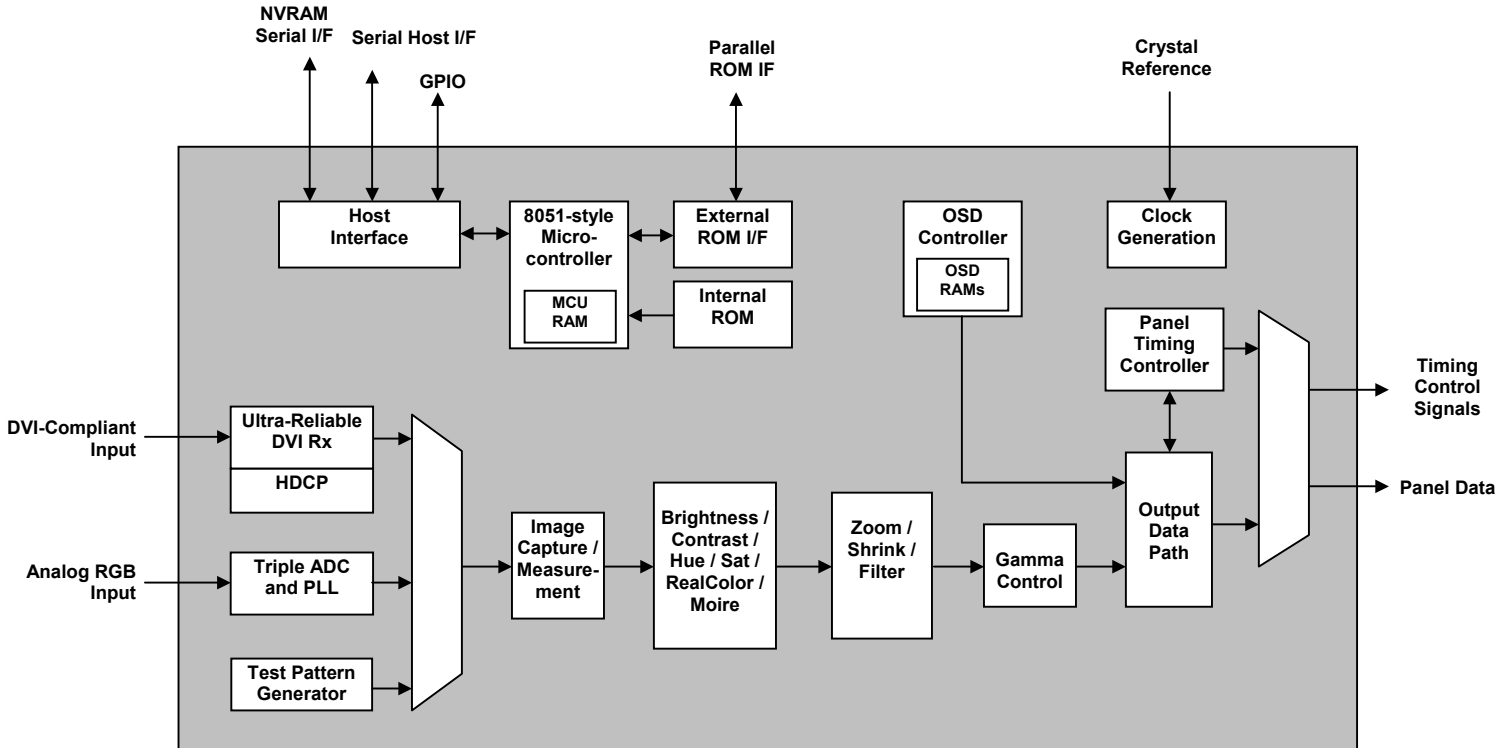 NVRAM
Serial I/F
Serial Host I/F
GPIO
Parallel
ROM IF
Crystal
Reference
Host
Interface
8051-style
Micro-
controller
MCU
RAM
External
ROM I/F
Internal
ROM
OSD
Controller
OSD
RAMs
Clock
Generation
Panel
Timing
Controller
Timing
Control
Signals
DVI-Compliant
Input
Ultra-Reliable
DVI Rx
HDCP
Analog RGB
Input
Triple ADC
and PLL
Test Pattern
Generator
Image
Capture /
Measure-
ment
Brightness /
Contrast /
Hue / Sat /
RealColor /
Moire
Zoom /
Shrink /
Filter
Gamma
Control
Output
Data
Path
Panel Data